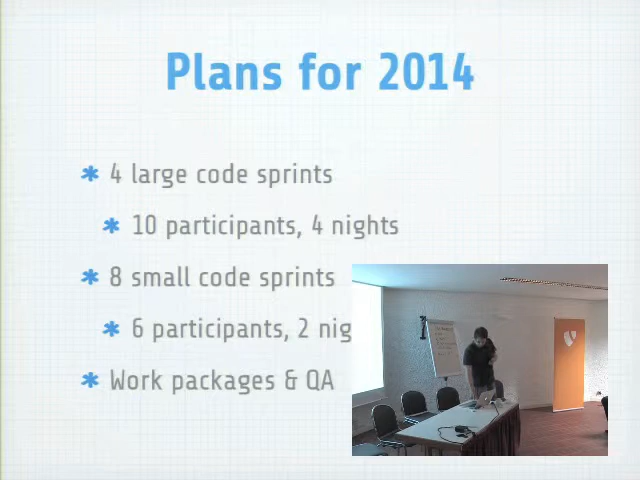 Plans for 2014
* 4 large code sprints
* 10 participants, 4 nights
* 8 small code sprints
* 6 participants, 2 nig
* Work packages & QA